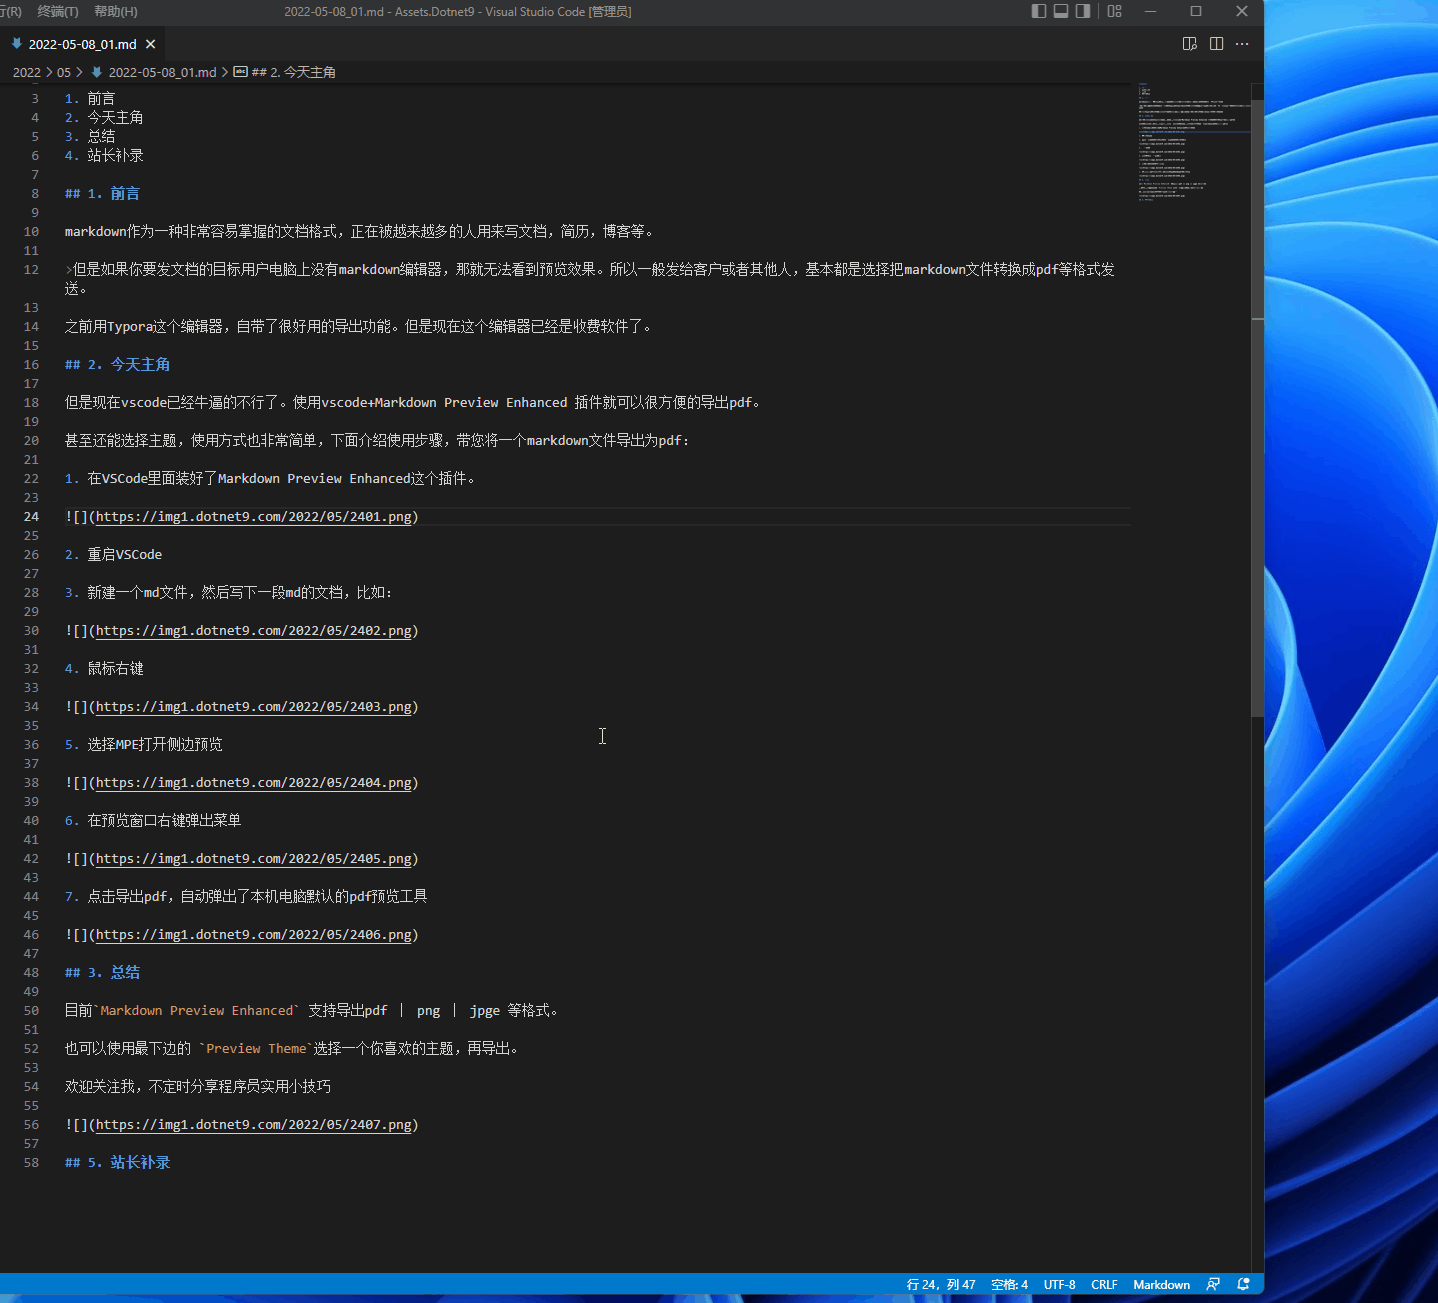 行(R) 终端(T) 帮助(H) 2022-05-08_01.md - Assets.Dotnet9 - Visual Studio Code [管理员]
2022-05-08_01.md
2022 > 05 > 2022-05-08_01.md > ## 2. 今天主角
3 1. 前言
4 2. 今天主角
5 3. 总结
6 4. 站长补录
7
8 ## 1. 前言
9
10 markdown作为一种非常容易掌握的文档格式，正在被越来越多的人用来写文档，简历，博客等。
11
12 >但是如果你要发文档的目标用户电脑上没有markdown编辑器，那就无法看到预览效果。所以一般发给客户或者其他人，基本都是选择把markdown文件转换成pdf等格式发
送。
13
14 之前用Typora这个编辑器，自带了很好用的导出功能。但是现在这个编辑器已经是收费软件了。
15
16 ## 2. 今天主角
17
18 但是现在vscode已经牛逼的不行了。使用vscode+Markdown Preview Enhanced 插件就可以很方便的导出pdf。
19
20 甚至还能选择主题，使用方式也非常简单，下面介绍使用步骤，带您将一个markdown文件导出为pdf：
21
22 1. 在VSCode里面装好了Markdown Preview Enhanced这个插件。
23
24 ![](https://img1.dotnet9.com/2022/05/2401.png)
25
26 2. 重启VSCode
27
28 3. 新建一个md文件，然后写下一段md的文档，比如：
29
30 ![](https://img1.dotnet9.com/2022/05/2402.png)
31
32 4. 鼠标右键
33
34 ![](https://img1.dotnet9.com/2022/05/2403.png)
35
36 5. 选择MPE打开侧边预览
37
38 ![](https://img1.dotnet9.com/2022/05/2404.png)
39
40 6. 在预览窗口右键弹出菜单
41
42 ![](https://img1.dotnet9.com/2022/05/2405.png)
43
44 7. 点击导出pdf，自动弹出了本机电脑默认的pdf预览工具
45
46 ![](https://img1.dotnet9.com/2022/05/2406.png)
47
48 ## 3. 总结
49
50 目前`Markdown Preview Enhanced` 支持导出pdf | png | jpge 等格式。
51
52 也可以使用最下边的 `Preview Theme`选择一个你喜欢的主题，再导出。
53
54 欢迎关注我，不定时分享程序员实用小技巧
55
56 ![](https://img1.dotnet9.com/2022/05/2407.png)
57
58 ## 5. 站长补录
行 24，列 47 空格: 4 UTF-8 CRLF Markdown